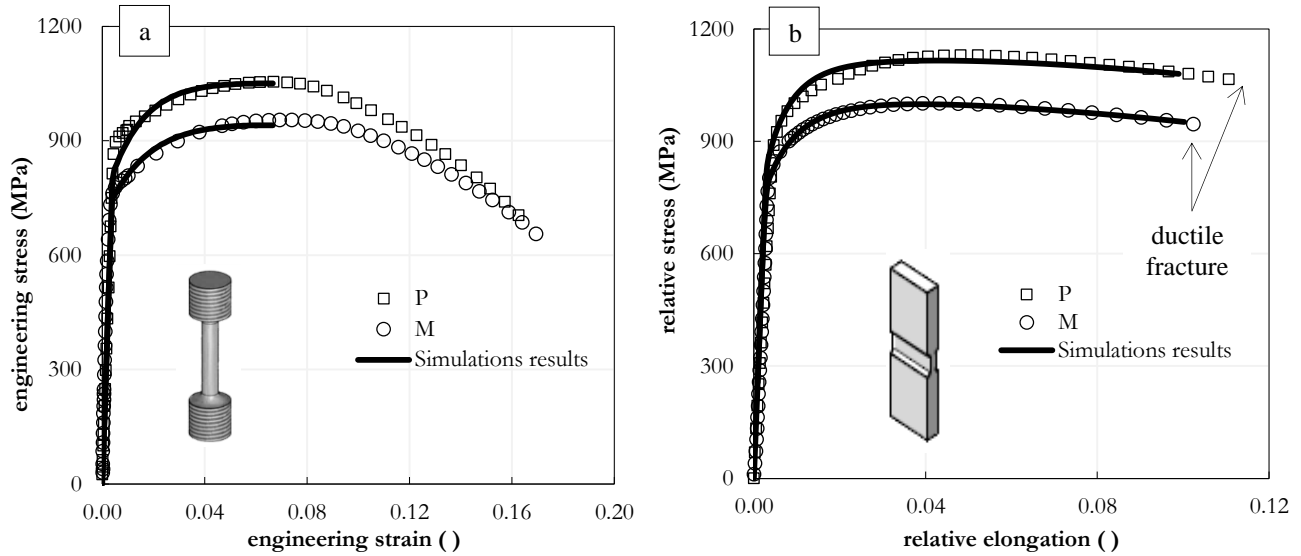 a
1200
900
600
300
0
engineering stress (MPa)
P
M
Simulations results
0.00 0.04 0.08 0.12 0.16 0.20
engineering strain ( )
b
1200
900
600
300
0
relative stress (MPa)
ductile
fracture
P
M
Simulations results
0.00 0.04 0.08 0.12
relative elongation ( )